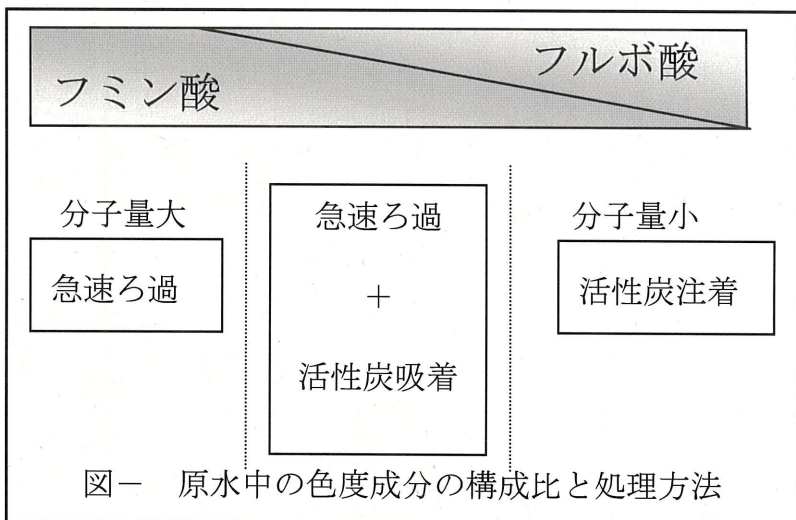 フルボ酸
フミン酸
分子量大
急速ろ過
急速ろ過
+
活性炭吸着
分子量小
活性炭注着
図－　原水中の色度成分の構成比と処理方法